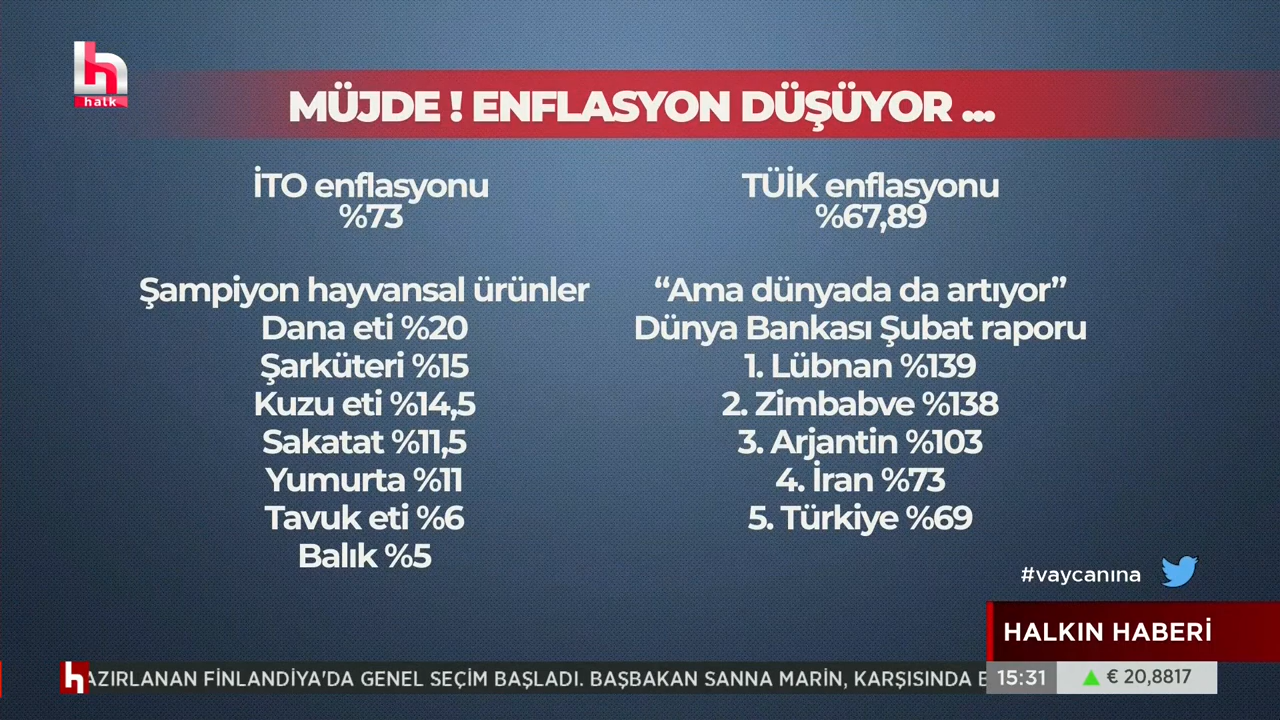 halk
MÜJDE ! ENFLASYON DÜŞÜYOR ...
İTO enflasyonu
%73
Şampiyon hayvansal ürünler
Dana eti %20
Şarküteri %15
Kuzu eti %14,5
Sakatat %11,5
Yumurta %11
Tavuk eti %6
Balık %5
TÜİK enflasyonu
%67,89
“Ama dünyada da artıyor”
Dünya Bankası Şubat raporu
1. Lübnan %139
2. Zimbabve %138
3. Arjantin %103
4. İran %73
5. Türkiye %69
#vaycanına
HALKIN HABERİ
AZIRLANAN FİNLANDİYA'DA GENEL SEÇİM BAŞLADI. BAŞBAKAN SANNA MARİN, KARŞISINDA E
15:31
€ 20,8817